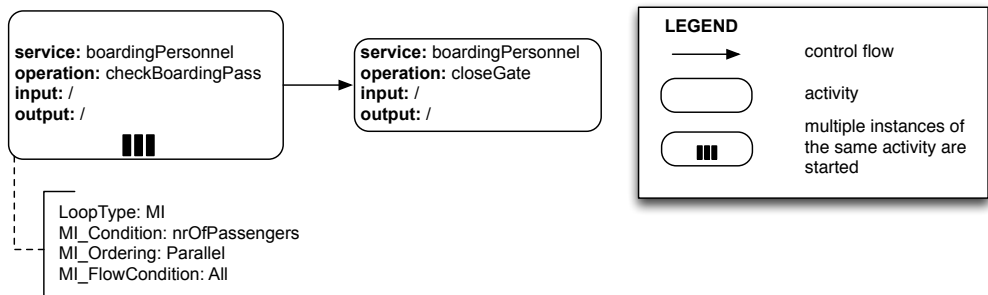 service: boardingPersonnel
operation: checkBoardingPass
input: /
output: /
service: boardingPersonnel
operation: closeGate
input: /
output: /
LoopType: MI
MI_Condition: nrOfPassengers
MI_Ordering: Parallel
MI_FlowCondition: All
LEGEND
control flow
activity
multiple instances of
the same activity are
started